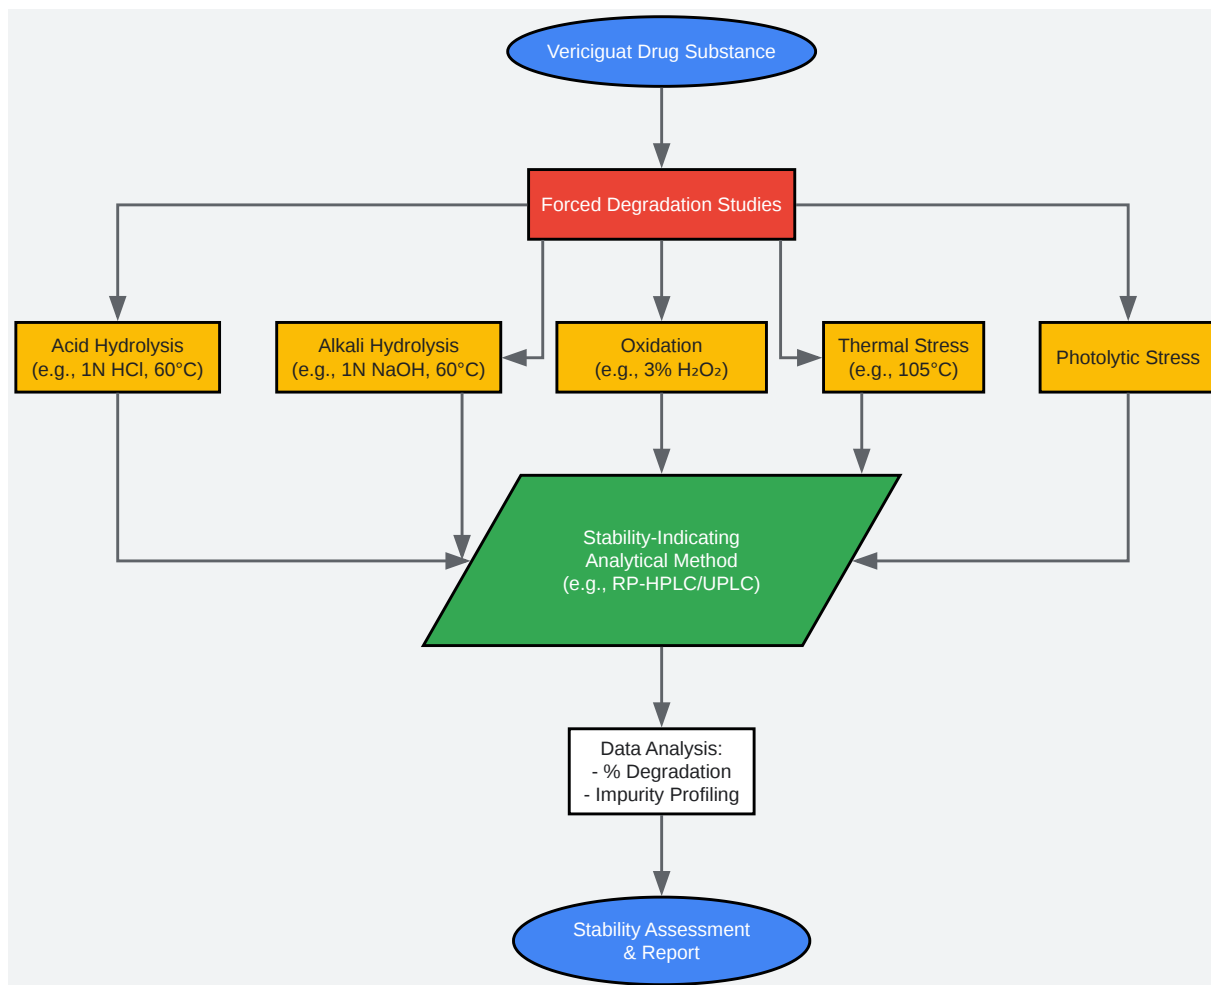 Vericiguat Drug Substance
Forced Degradation Studies
Acid Hydrolysis
(e.g., 1N HCl, 60°C)
Alkali Hydrolysis
(e.g., 1N NaOH, 60°C)
Oxidation
(e.g., 3% H₂O₂)
Thermal Stress
(e.g., 105°C)
Photolytic Stress
Stability-Indicating
Analytical Method
(e.g., RP-HPLC/UPLC)
Data Analysis:
- % Degradation
- Impurity Profiling
Stability Assessment
& Report